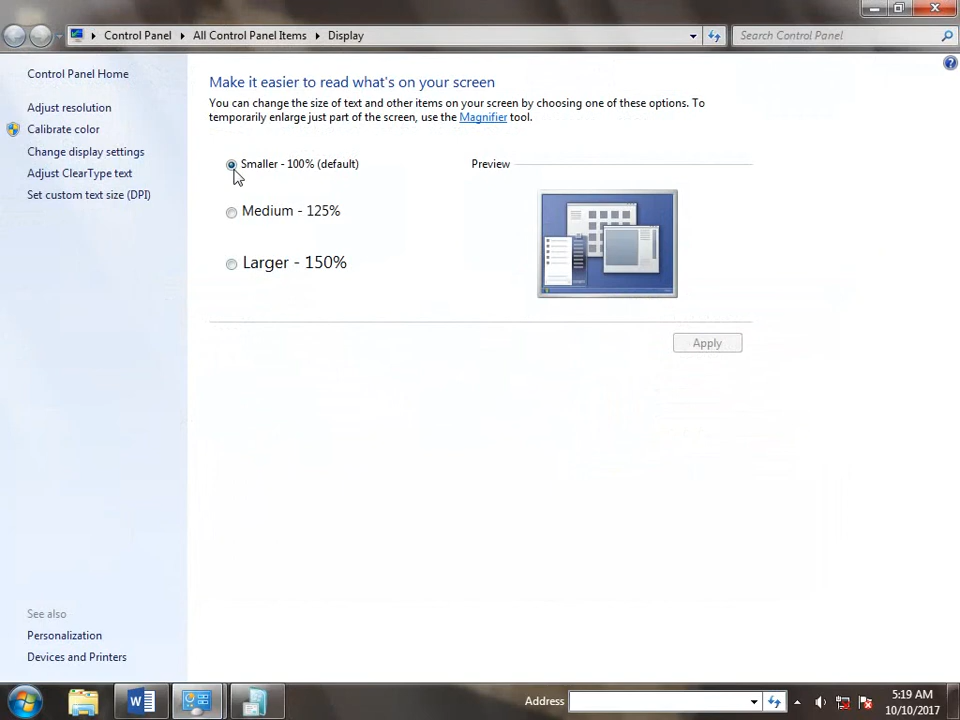 Control Panel
All Control Panel Items
Display
Search Control Panel
Control Panel Home
Adjust resolution
Calibrate color
Change display settings
Adjust ClearType text
Set custom text size (DPI)
Make it easier to read what's on your screen
You can change the size of text and other items on your screen by choosing one of these options. To
temporarily enlarge just part of the screen, use the Magnifier tool.
Smaller - 100% (default)
Preview
Medium - 125%
Larger - 150%
Apply
See also
Personalization
Devices and Printers
Address
5:19 AM
10/10/2017